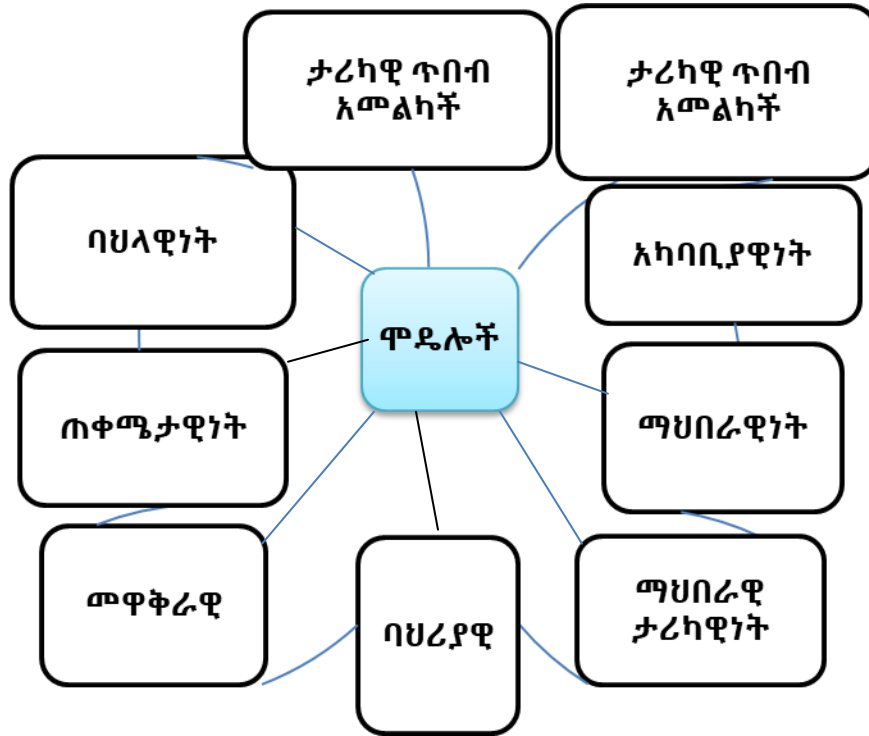 ታሪካዊ ጥበብ
አመልካች
ታሪካዊ ጥበብ
አመልካች
ባህላዊነት
አካባቢያዊነት
ሞዴሎች
ጠቀሜታዊነት
ማህበራዊነት
መዋቅራዊ
ባህሪያዊ
ማህበራዊ
ታሪካዊነት